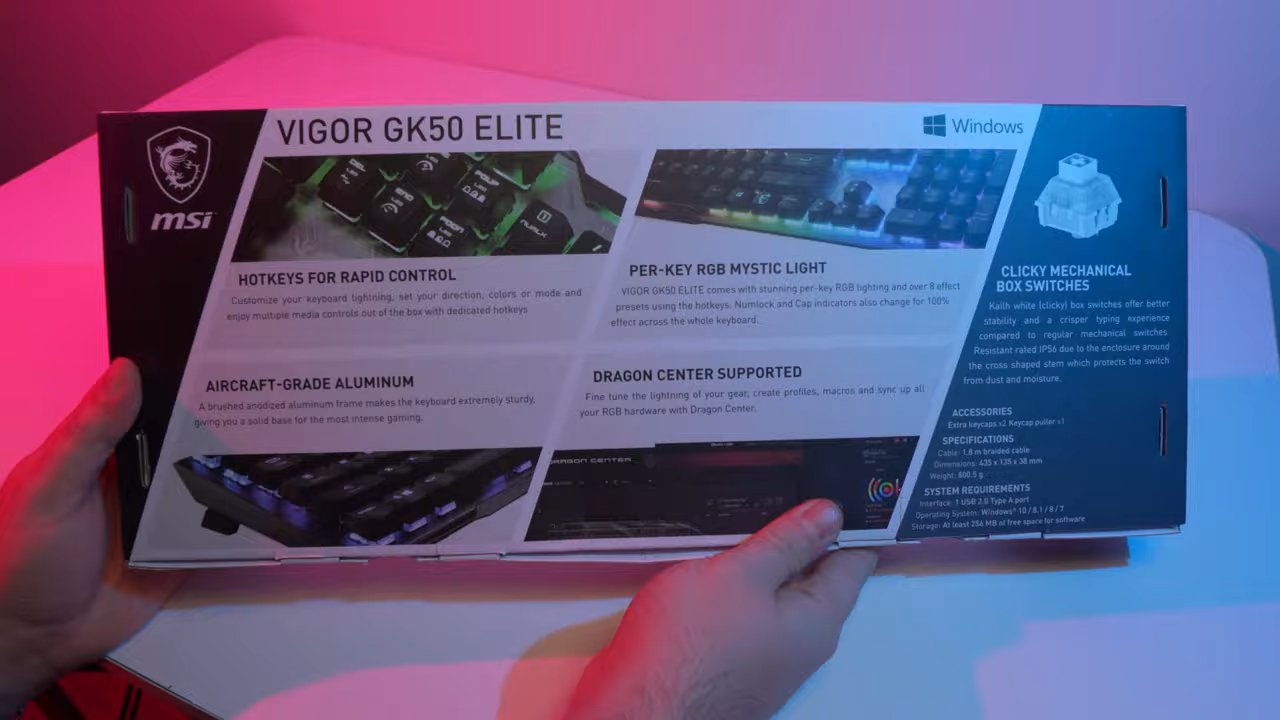 VIGOR GK50 ELITE
Windows
msi
HOTKEYS FOR RAPID CONTROL
Customize your keyboard lightning, set your direction, colors or mode and
enjoy multiple media controls out of the box with dedicated hotkeys
PER-KEY RGB MYSTIC LIGHT
VIGOR GK50 ELITE comes with stunning per-key RGB lighting and over 8 effect
presets using the hotkeys. Numlock and Cap indicators also change for 100%
effect across the whole keyboard.
AIRCRAFT-GRADE ALUMINUM
A brushed anodized aluminum frame makes the keyboard extremely sturdy,
giving you a solid base for the most intense gaming.
DRAGON CENTER SUPPORTED
Fine tune the lightning of your gear, create profiles, macros and sync up all
your RGB hardware with Dragon Center.
DRAGON CENTER
CLICKY MECHANICAL
BOX SWITCHES
Kailh white (clicky) box switches offer better
stability and a crisper typing experience
compared to regular mechanical switches
Resistant rated IP56 due to the enclosure around
the cross shaped stem which protects the switch
from dust and moisture.
ACCESSORIES
Extra keycaps x2 Keycap puller x1
SPECIFICATIONS
Cable: 1,8 m braided cable
Dimensions: 435 x 135 x 38 mm
Weight: 800.5 g
SYSTEM REQUIREMENTS
Interface: 1 USB 2.0 Type A port
Operating System: Windows® 10 / 8.1 / 8 / 7
Storage: At least 256 MB of free space for software
DEL
END
PGUP
PGDN
NUMLK